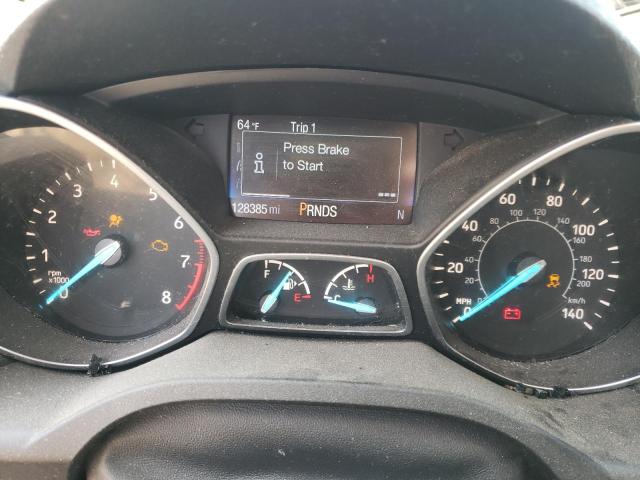 64 °F Trip 1
Press Brake
to Start
128385 mi PRNDS N
0 1 2 3 4 5 6 7 8
rpm
x1000
F E
C H
0 20 40 60 80 100 120 140
MPH
20 40 60 80 100 120 140 160 180 200
km/h